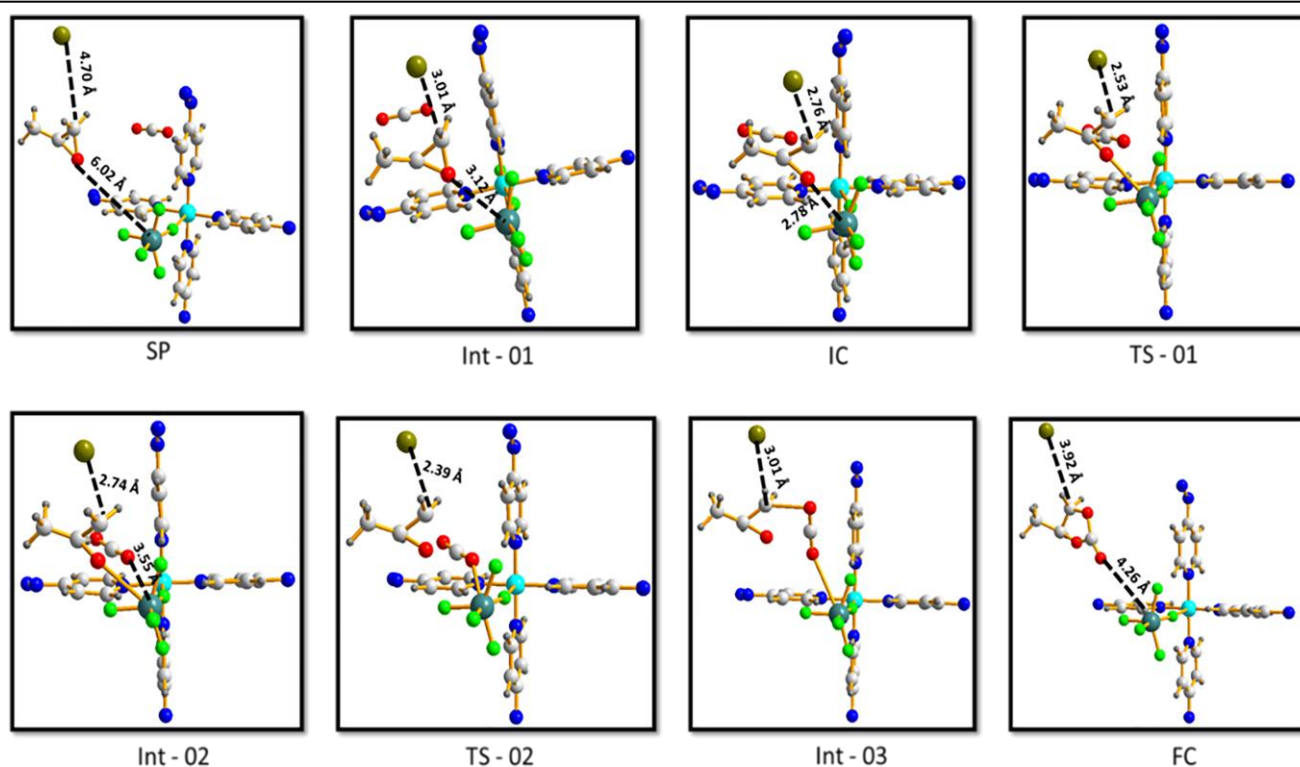 4.70 Å
6.02 Å
SP
3.01 Å
3.12 Å
Int - 01
2.76 Å
2.78 Å
IC
2.53 Å
TS - 01
2.74 Å
3.55 Å
Int - 02
2.39 Å
TS - 02
3.01 Å
Int - 03
3.92 Å
4.26 Å
FC